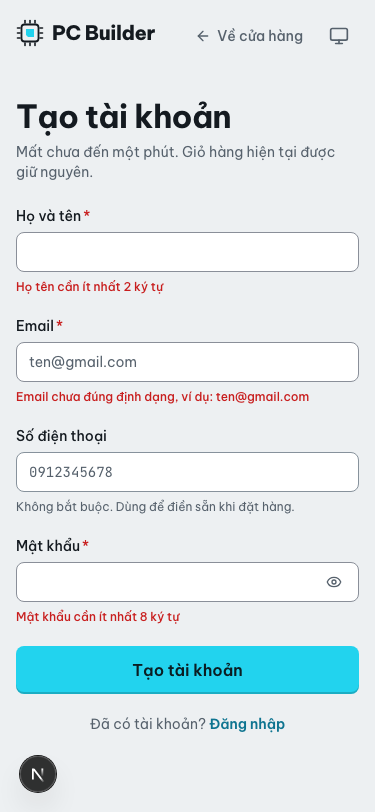 PC Builder
← Về cửa hàng
Tạo tài khoản
Mất chưa đến một phút. Giỏ hàng hiện tại được
giữ nguyên.
Họ và tên *
Họ tên cần ít nhất 2 ký tự
Email *
ten@gmail.com
Email chưa đúng định dạng, ví dụ: ten@gmail.com
Số điện thoại
0912345678
Không bắt buộc. Dùng để điền sẵn khi đặt hàng.
Mật khẩu *
Mật khẩu cần ít nhất 8 ký tự
Tạo tài khoản
Đã có tài khoản? Đăng nhập
N